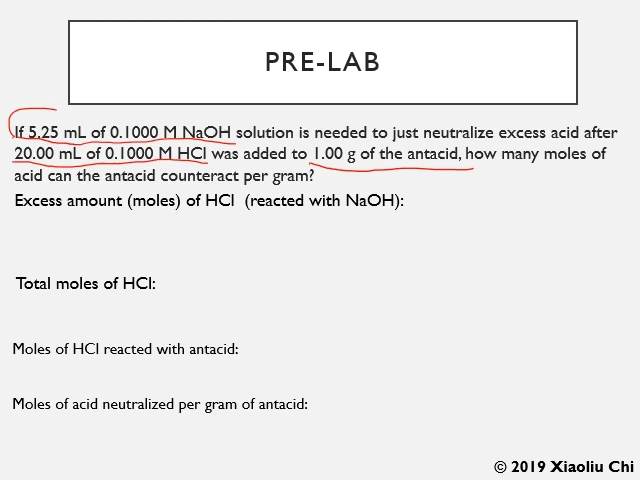 PRE-LAB
If 5.25 mL of 0.1000 M NaOH solution is needed to just neutralize excess acid after
20.00 mL of 0.1000 M HCl was added to 1.00 g of the antacid, how many moles of
acid can the antacid counteract per gram?
Excess amount (moles) of HCl (reacted with NaOH):
Total moles of HCl:
Moles of HCl reacted with antacid:
Moles of acid neutralized per gram of antacid:
© 2019 Xiaoliu Chi